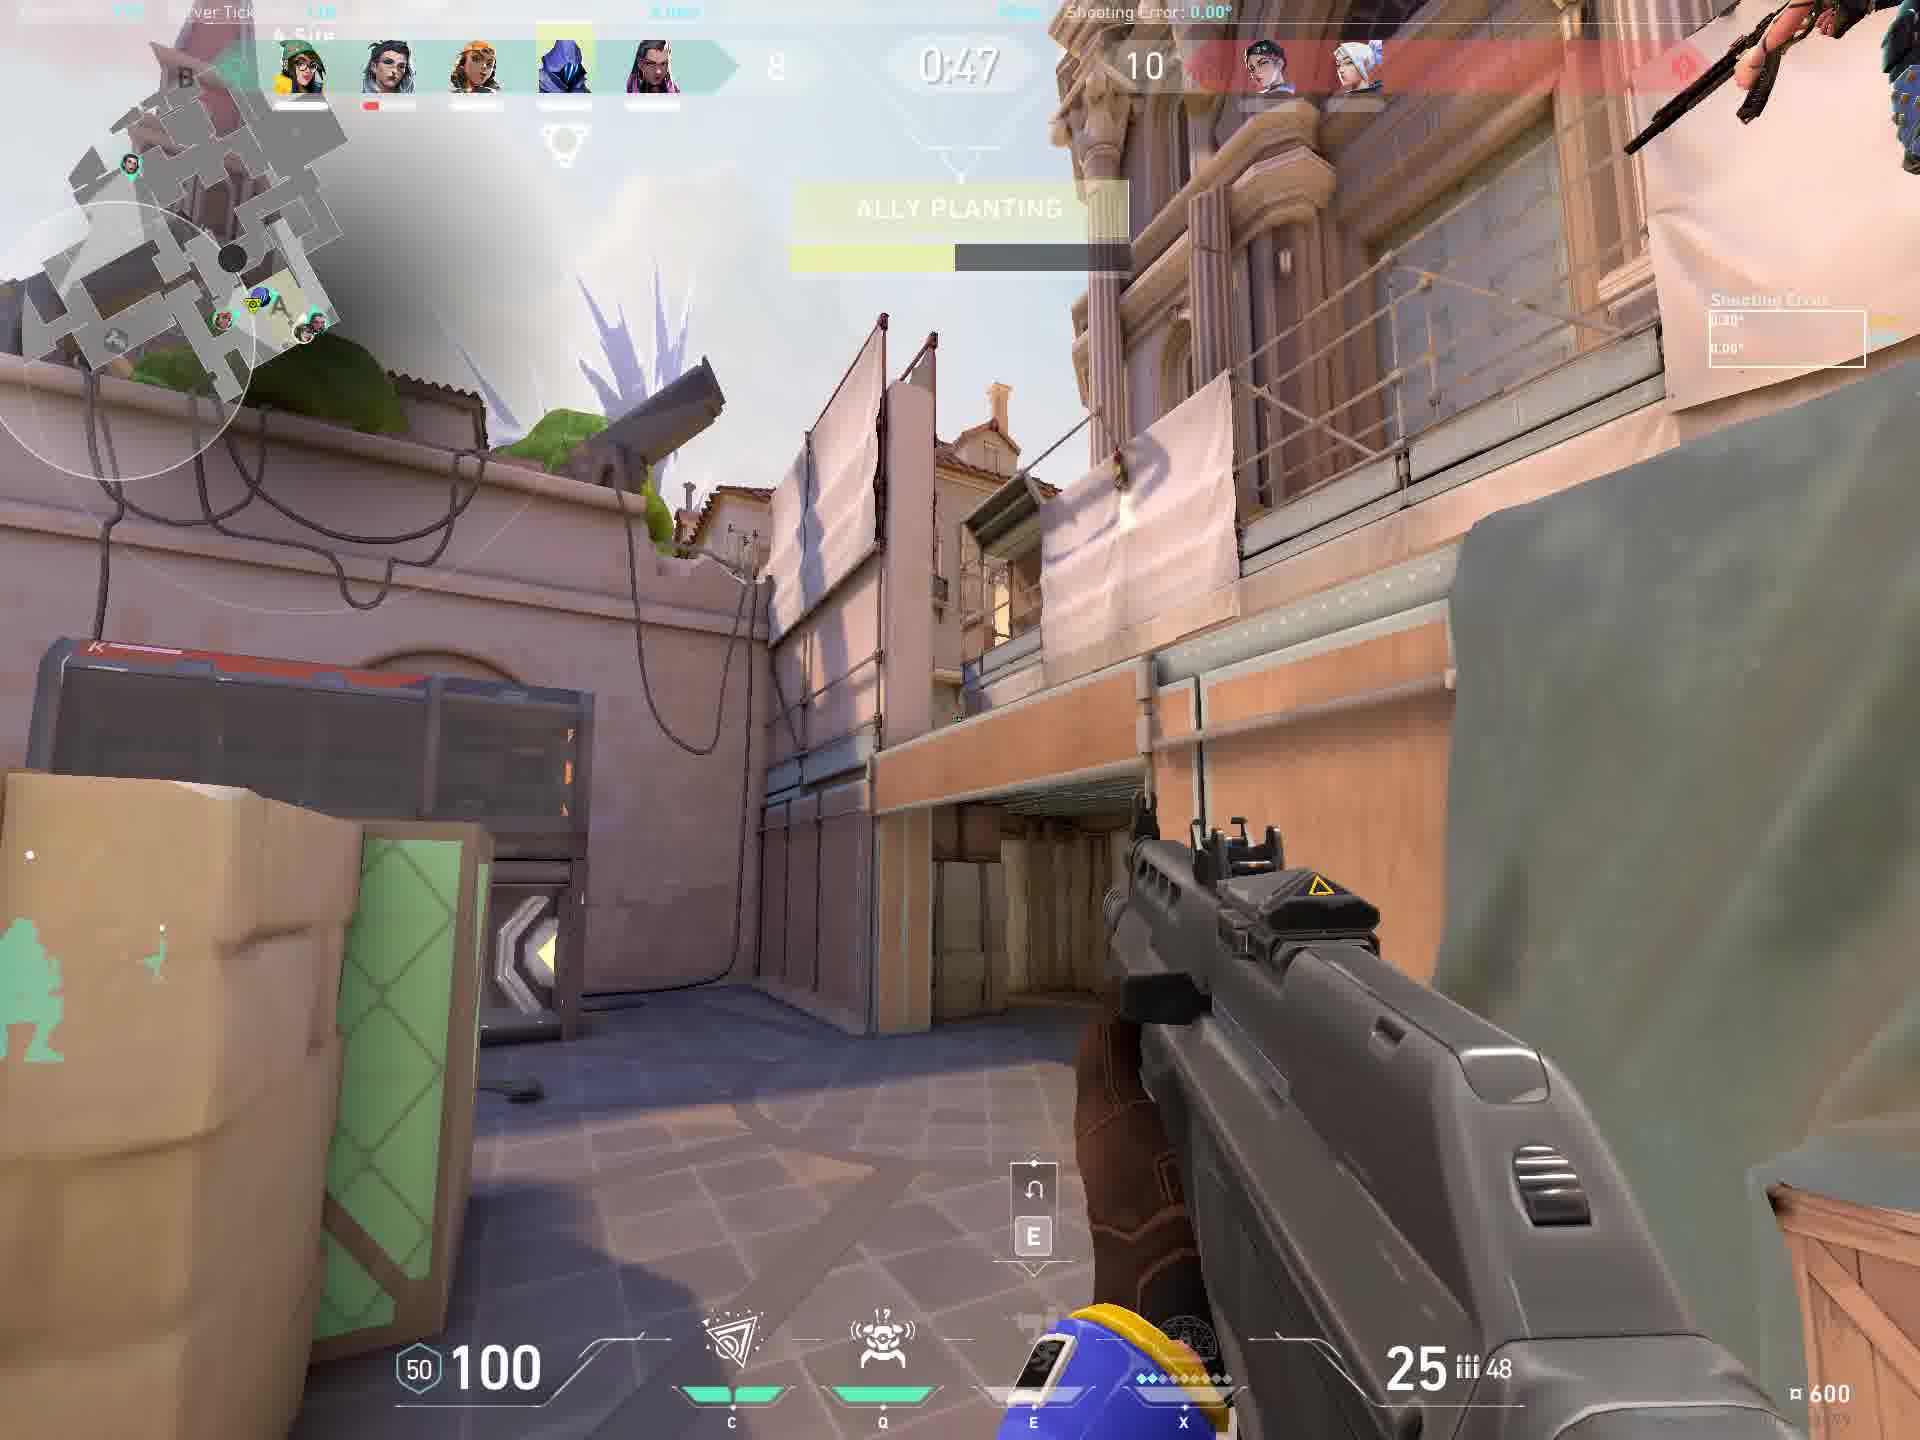 Shooting Error: 0.00°
A Site
B
8
0:47
10
ALLY PLANTING
A
Shooting Error
0.00°
K
E
50 100
25 48
¤ 600
C
Q
E
X